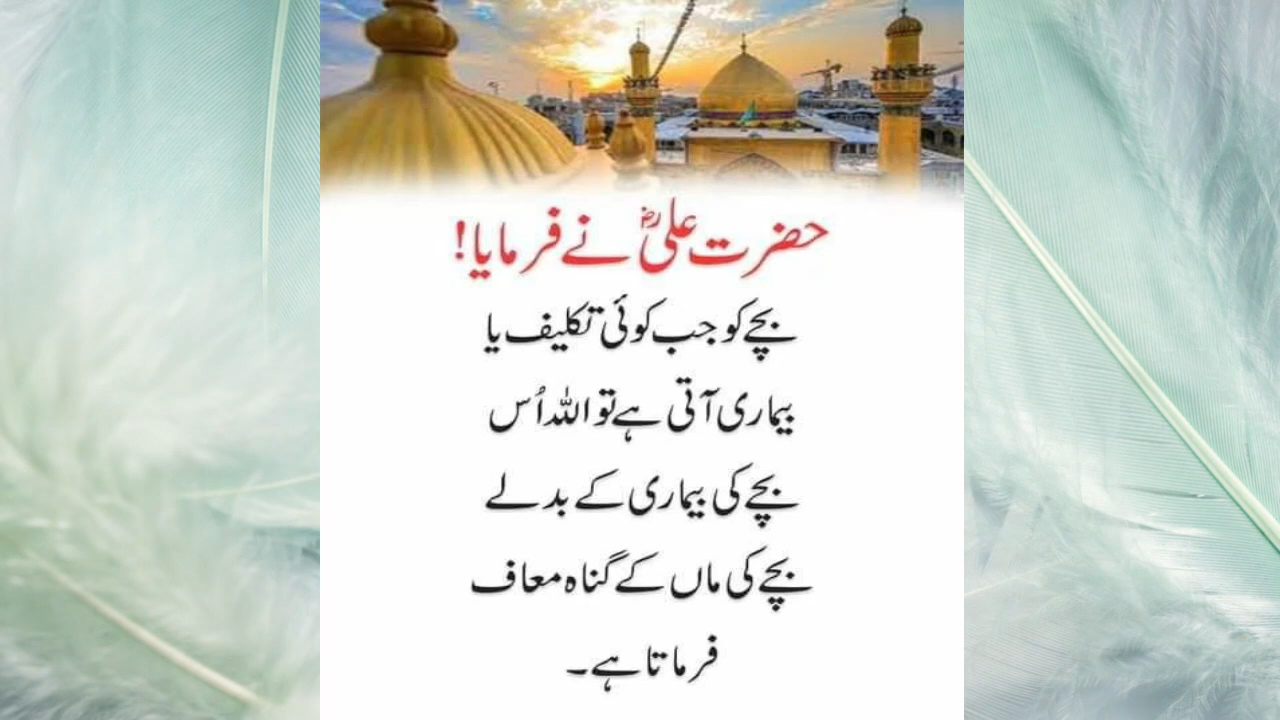 حضرت علیؓ نے فرمایا!
بچے کو جب کوئی تکلیف یا
بیماری آتی ہے تو اللہ اُس
بچے کی بیماری کے بدلے
بچے کی ماں کے گناہ معاف
فرماتا ہے۔